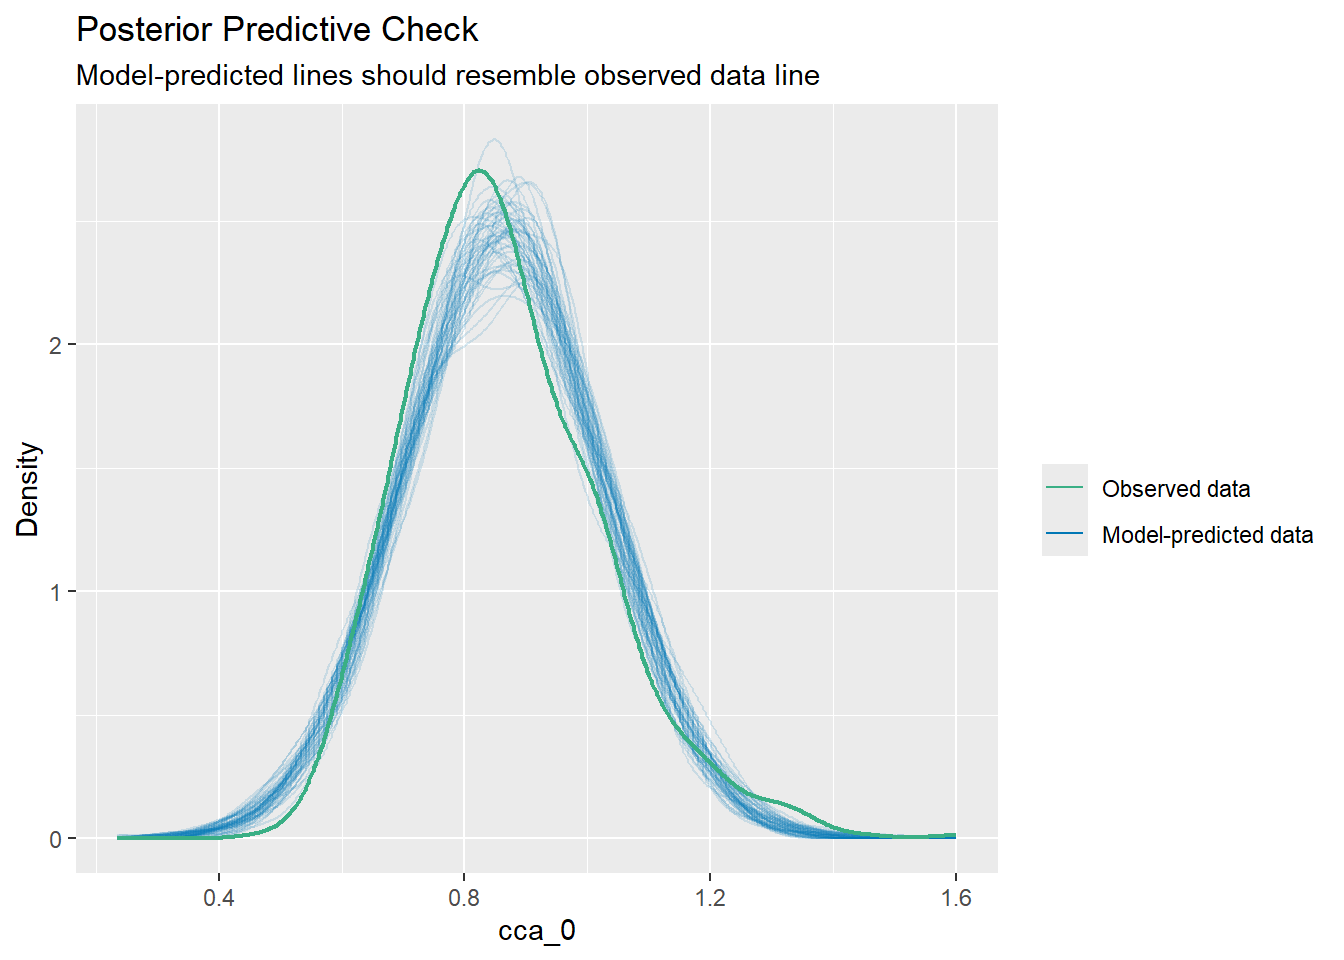 Posterior Predictive Check
Model-predicted lines should resemble observed data line
Density
2
1
0
0.4
0.8
1.2
1.6
cca_0
Observed data
Model-predicted data